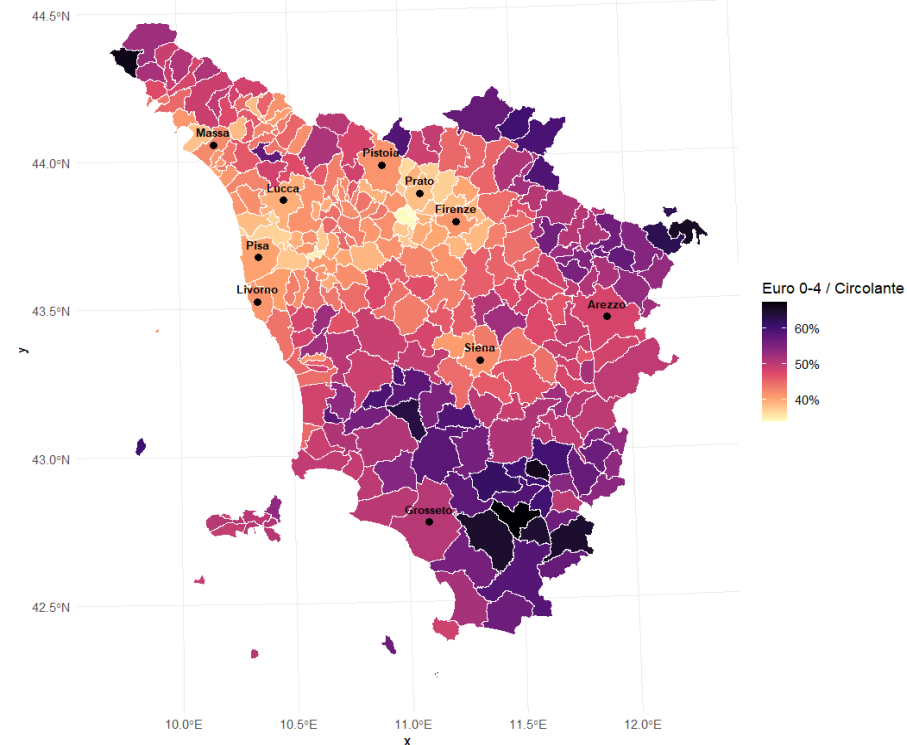 44.5°N
44.0°N
43.5°N
43.0°N
42.5°N
y
Massa
Pistoia
Prato
Lucca
Firenze
Pisa
Livorno
Arezzo
Siena
Grosseto
Euro 0-4 / Circolante
60%
50%
40%
10.0°E
10.5°E
11.0°E
11.5°E
12.0°E
x